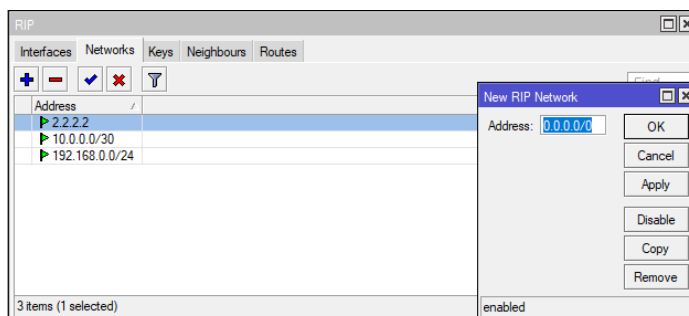 RIP
Interfaces Networks Keys Neighbours Routes
Find
Address
2.2.2.2
10.0.0.0/30
192.168.0.0/24
3 items (1 selected)
New RIP Network
Address: 0.0.0.0/0
OK
Cancel
Apply
Disable
Copy
Remove
enabled